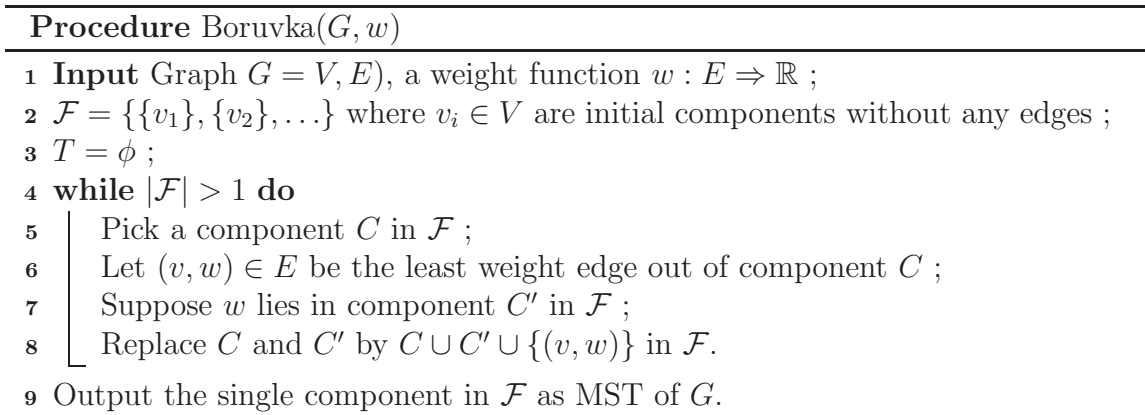 Procedure Boruvka(G, w)
1 Input Graph G = V, E), a weight function w : E ⇒ ℝ ;
2 ℱ = {{v₁}, {v₂}, . . .} where vᵢ ∈ V are initial components without any edges ;
3 T = ϕ ;
4 while |ℱ| > 1 do
5 Pick a component C in ℱ ;
6 Let (v, w) ∈ E be the least weight edge out of component C ;
7 Suppose w lies in component C′ in ℱ ;
8 Replace C and C′ by C ∪ C′ ∪ {(v, w)} in ℱ.
9 Output the single component in ℱ as MST of G.